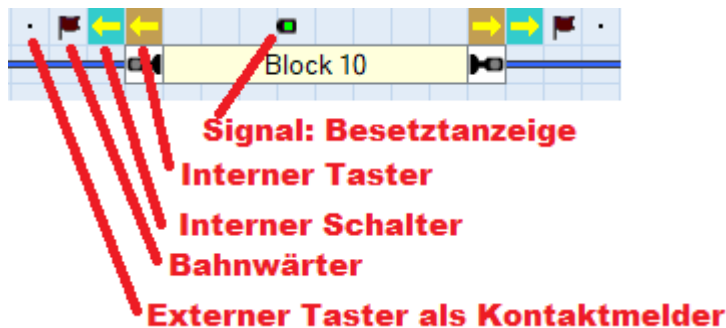 Block 10
Signal: Besetztanzeige
Interner Taster
Interner Schalter
Bahnwärter
Externer Taster als Kontaktmelder